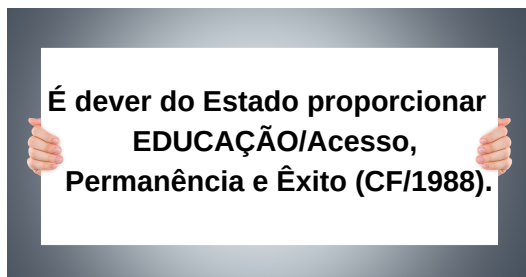 É dever do Estado proporcionar
EDUCAÇÃO/Acesso,
Permanência e Êxito (CF/1988).